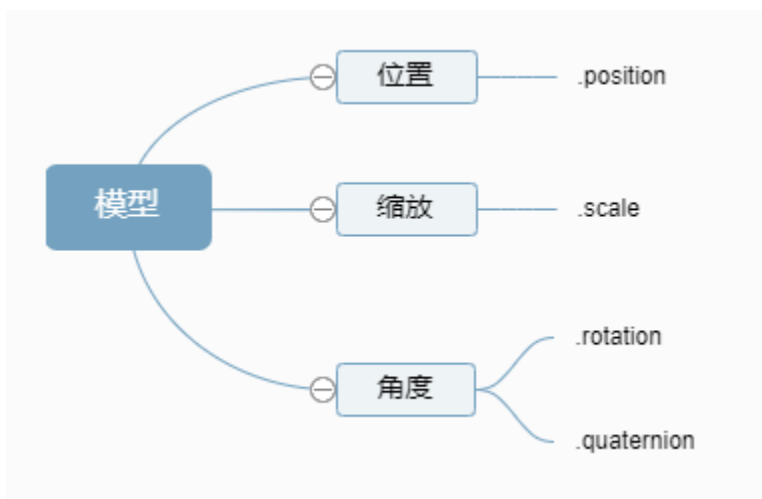 模型
位置
.position
缩放
.scale
角度
.rotation
.quaternion